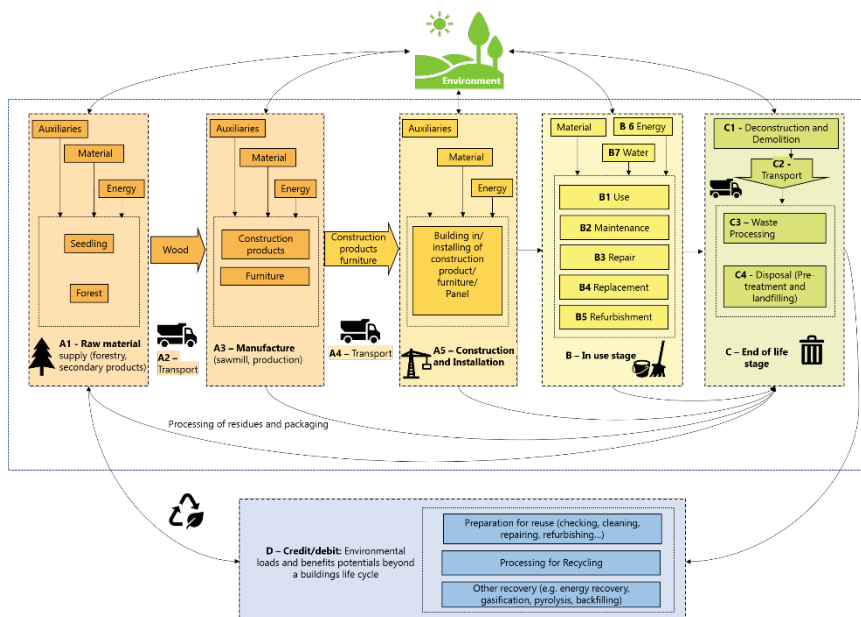 Environment
Auxiliaries
Material
Energy
Seedling
Forest
A1 - Raw material
supply (forestry,
secondary products)
Wood
A2 –
Transport
Auxiliaries
Material
Energy
Construction
products
Furniture
A3 – Manufacture
(sawmill, production)
Construction
products
furniture
A4 – Transport
Auxiliaries
Material
Energy
Building in/
installing of
construction
product/
furniture/
Panel
A5 – Construction
and Installation
Material
B 6 Energy
B7 Water
B1 Use
B2 Maintenance
B3 Repair
B4 Replacement
B5 Refurbishment
B – In use stage
C1 - Deconstruction and
Demolition
C2 -
Transport
C3 – Waste
Processing
C4 - Disposal (Pre-
treatment and
landfilling)
C – End of life
stage
Processing of residues and packaging
D – Credit/debit: Environmental
loads and benefits potentials beyond
a buildings life cycle
Preparation for reuse (checking, cleaning,
repairing, refurbishing...)
Processing for Recycling
Other recovery (e.g. energy recovery,
gasification, pyrolysis, backfilling)